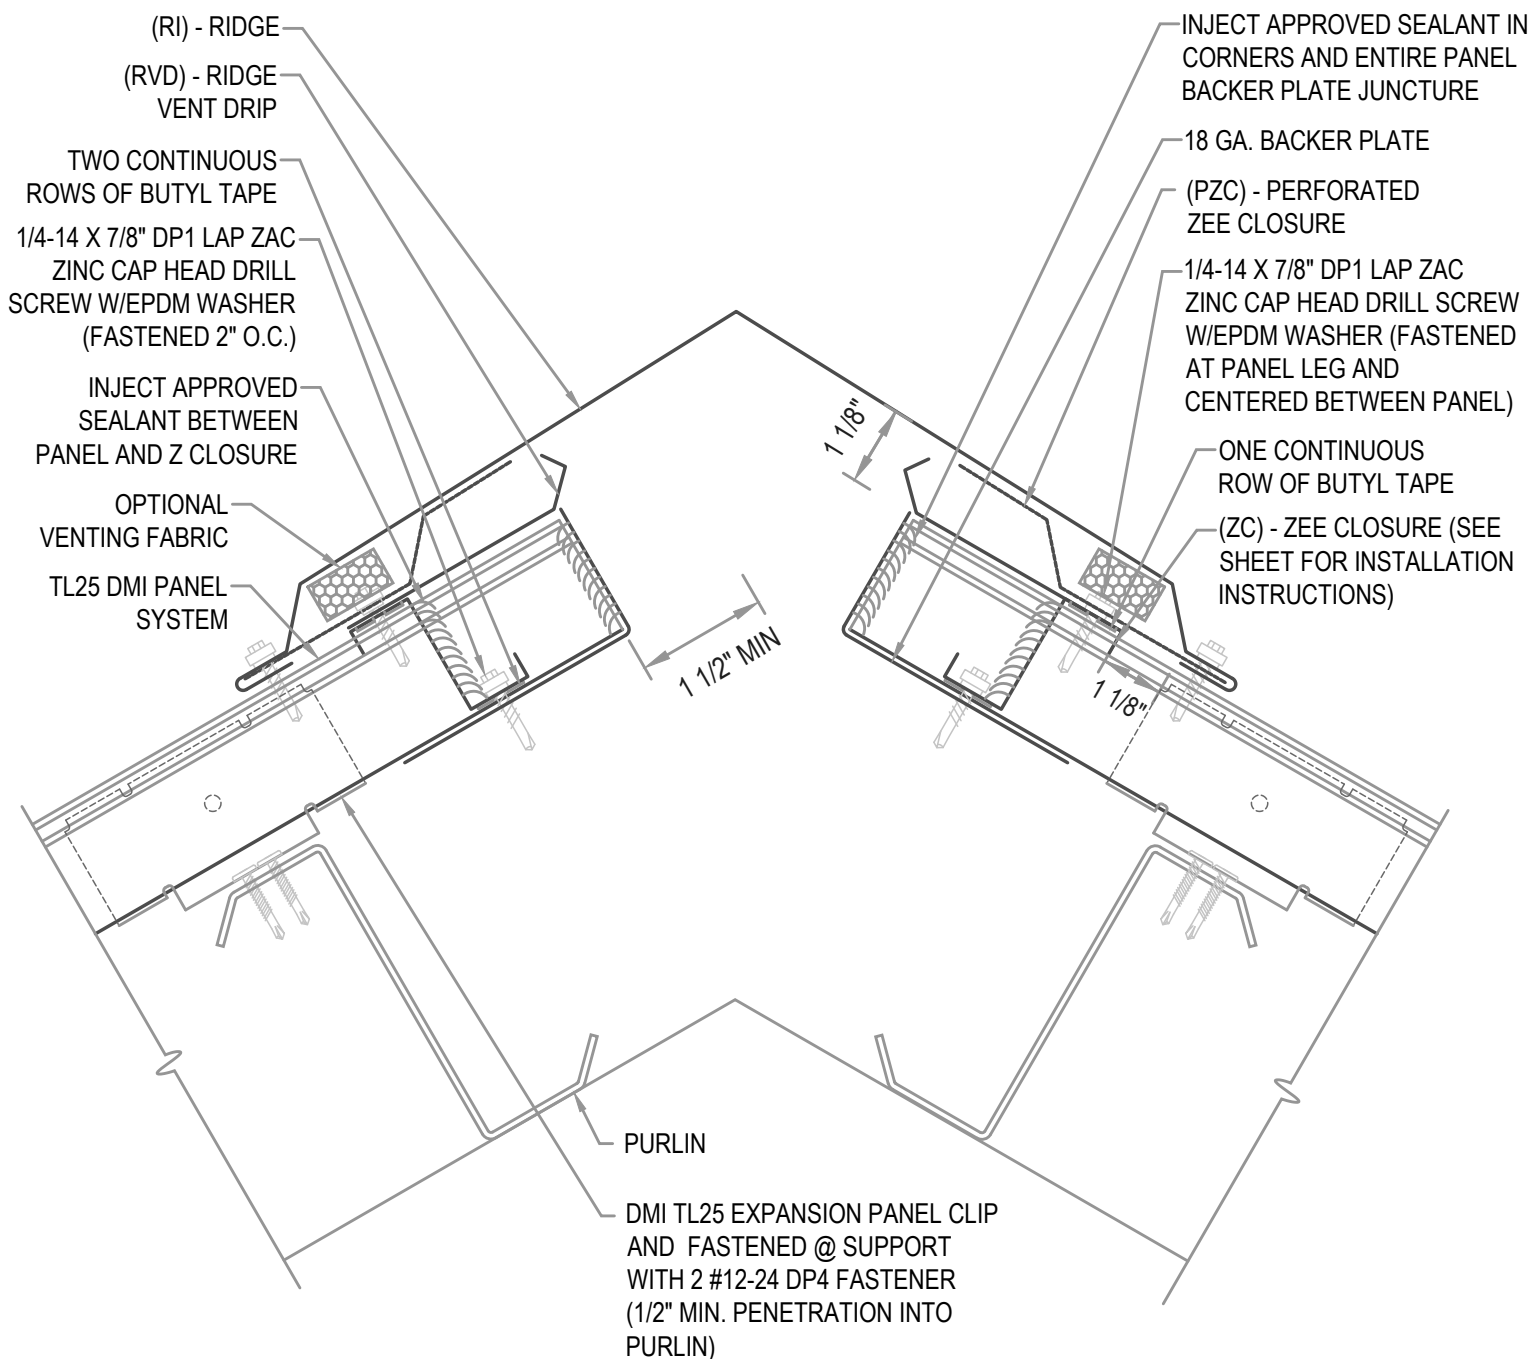 (RI) - RIDGE
(RVD) - RIDGE
VENT DRIP
TWO CONTINUOUS
ROWS OF BUTYL TAPE
1/4-14 X 7/8" DP1 LAP ZAC
ZINC CAP HEAD DRILL
SCREW W/EPDM WASHER
(FASTENED 2" O.C.)
INJECT APPROVED
SEALANT BETWEEN
PANEL AND Z CLOSURE
OPTIONAL
VENTING FABRIC
TL25 DMI PANEL
SYSTEM
INJECT APPROVED SEALANT IN
CORNERS AND ENTIRE PANEL
BACKER PLATE JUNCTURE
18 GA. BACKER PLATE
(PZC) - PERFORATED
ZEE CLOSURE
1/4-14 X 7/8" DP1 LAP ZAC
ZINC CAP HEAD DRILL SCREW
W/EPDM WASHER (FASTENED
AT PANEL LEG AND
CENTERED BETWEEN PANEL)
ONE CONTINUOUS
ROW OF BUTYL TAPE
(ZC) - ZEE CLOSURE (SEE
SHEET FOR INSTALLATION
INSTRUCTIONS)
1 1/8"
1 1/2" MIN
1 1/8"
PURLIN
DMI TL25 EXPANSION PANEL CLIP
AND FASTENED @ SUPPORT
WITH 2 #12-24 DP4 FASTENER
(1/2" MIN. PENETRATION INTO
PURLIN)